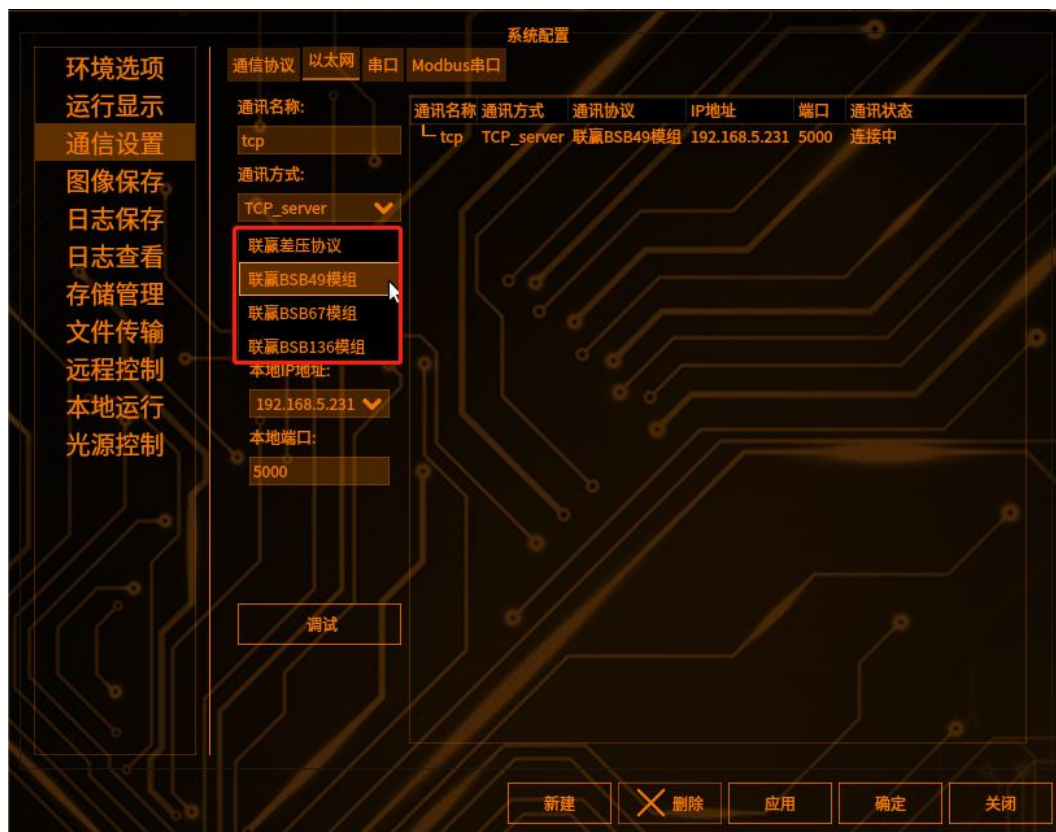 系统配置
环境选项
运行显示
通信设置
图像保存
日志保存
日志查看
存储管理
文件传输
远程控制
本地运行
光源控制
通信协议 以太网 串口 Modbus串口
通讯名称:
tcp
通讯方式:
TCP_server
联赢差压协议
联赢BSB49模组
联赢BSB67模组
联赢BSB136模组
本地IP地址:
192.168.5.231
本地端口:
5000
调试
通讯名称 通讯方式 通讯协议 IP地址 端口 通讯状态
tcp TCP_server 联赢BSB49模组 192.168.5.231 5000 连接中
新建 删除 应用 确定 关闭